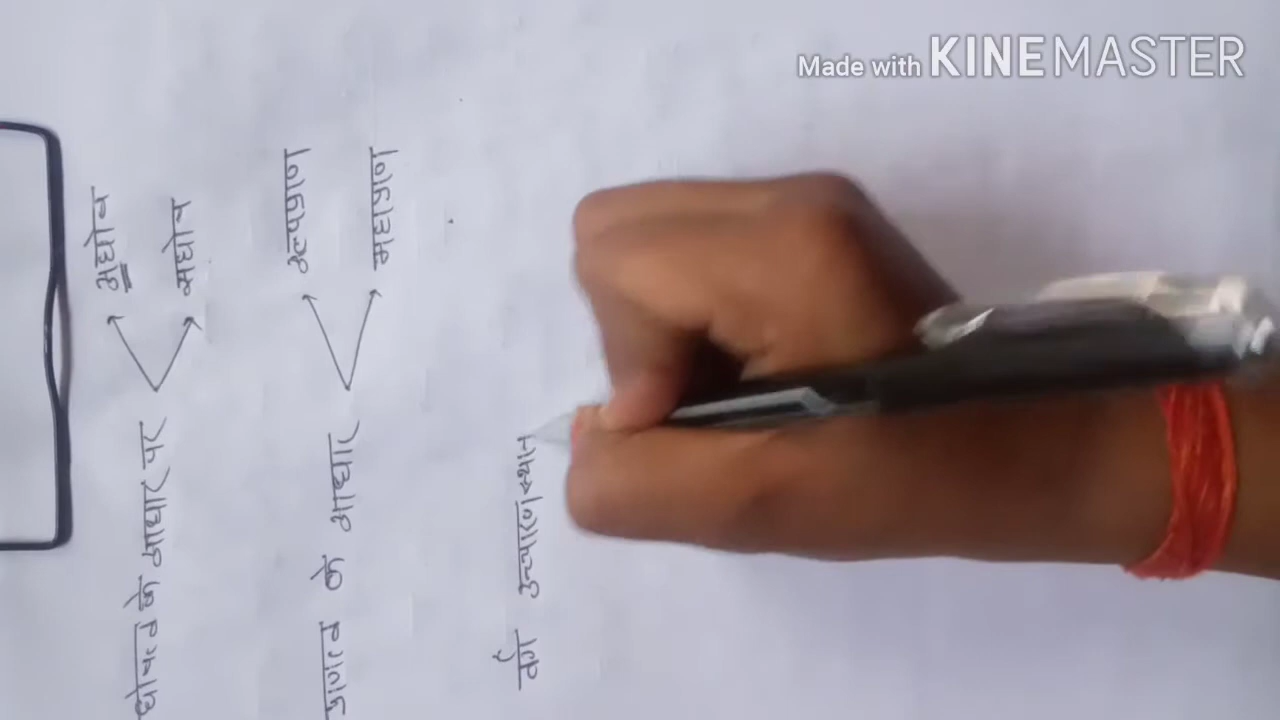 Made with KINEMASTER
घोषत्व के आधार पर
अघोष
सघोष
प्राणत्व के आधार
अल्पप्राण
महाप्राण
वर्ग उच्चारण स्थान